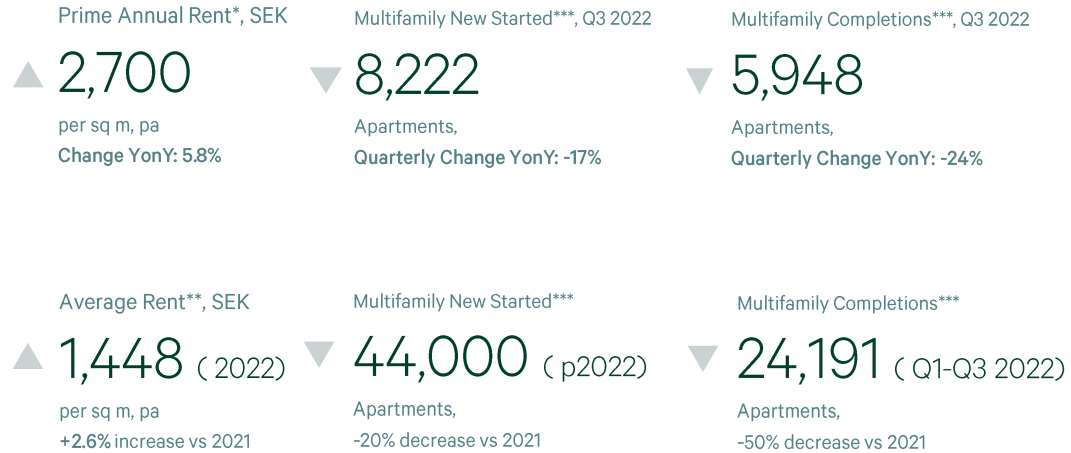 Prime Annual Rent*, SEK
2,700
per sq m, pa
Change YonY: 5.8%
Multifamily New Started***, Q3 2022
8,222
Apartments,
Quarterly Change YonY: -17%
Multifamily Completions***, Q3 2022
5,948
Apartments,
Quarterly Change YonY: -24%
Average Rent**, SEK
1,448 ( 2022)
per sq m, pa
+2.6% increase vs 2021
Multifamily New Started***
44,000 ( p2022)
Apartments,
-20% decrease vs 2021
Multifamily Completions***
24,191 ( Q1-Q3 2022)
Apartments,
-50% decrease vs 2021